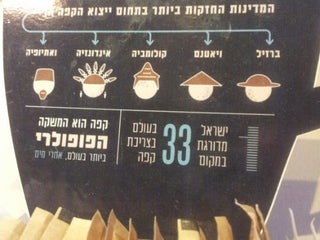 המדינות החזקות ביותר בתחום ייצוא הקפה
ברזיל
ויאטנם
קולומביה
אינדונזיה
ואתיופיה
ישראל
מדורגת
במקום
33
בעולם
בצריכת
קפה
קפה הוא המשקה
הפופולרי
ביותר בעולם, אחרי מים